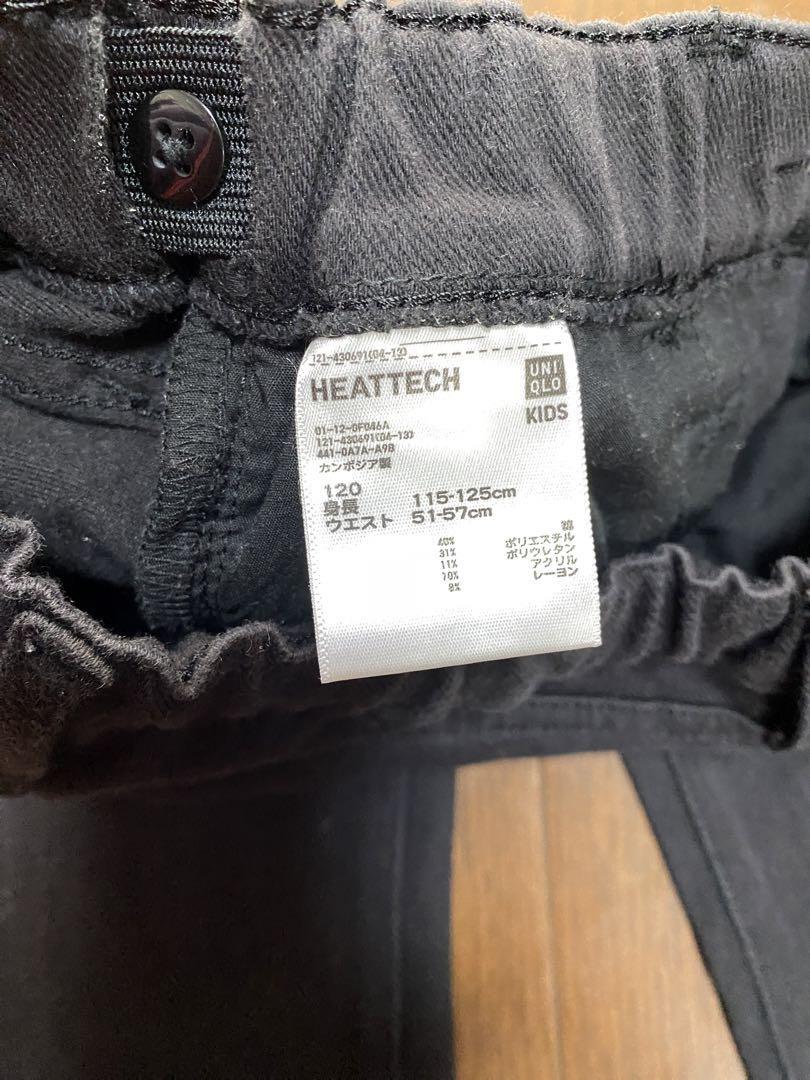 121-430691(04-13)
HEATTECH
UNI
QLO
KIDS
01-12-0F046A
121-430691(04-13)
441-0A7A-A9B
カンボジア製
120
身長 115-125cm
ウエスト 51-57cm
40% 綿
31% ポリエステル
11% ポリウレタン
10% アクリル
8% レーヨン